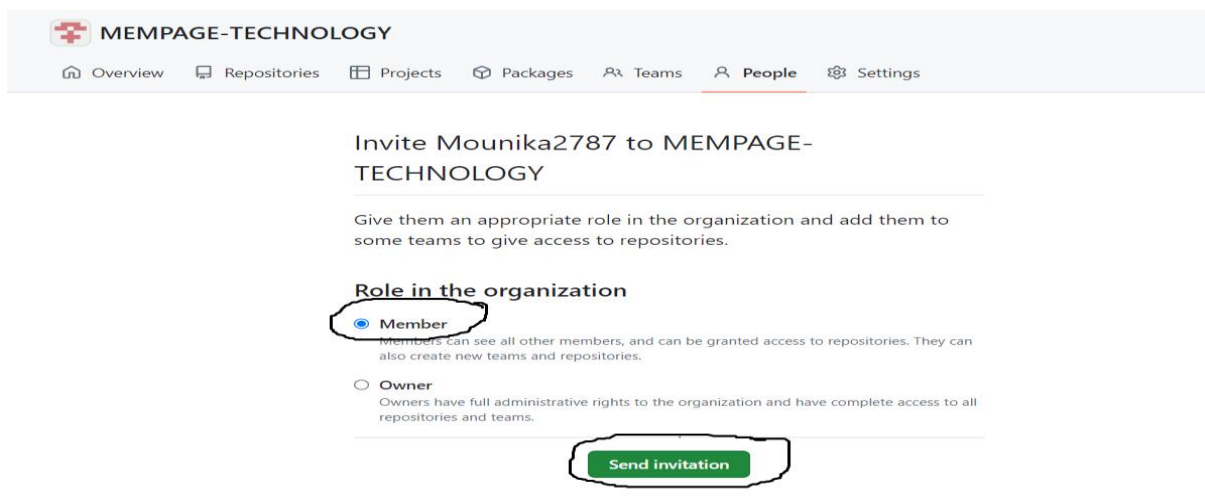 MEMPAGE-TECHNOLOGY
Overview Repositories Projects Packages Teams People Settings
Invite Mounika2787 to MEMPAGE-
TECHNOLOGY
Give them an appropriate role in the organization and add them to
some teams to give access to repositories.
Role in the organization
Member
Members can see all other members, and can be granted access to repositories. They can
also create new teams and repositories.
Owner
Owners have full administrative rights to the organization and have complete access to all
repositories and teams.
Send invitation